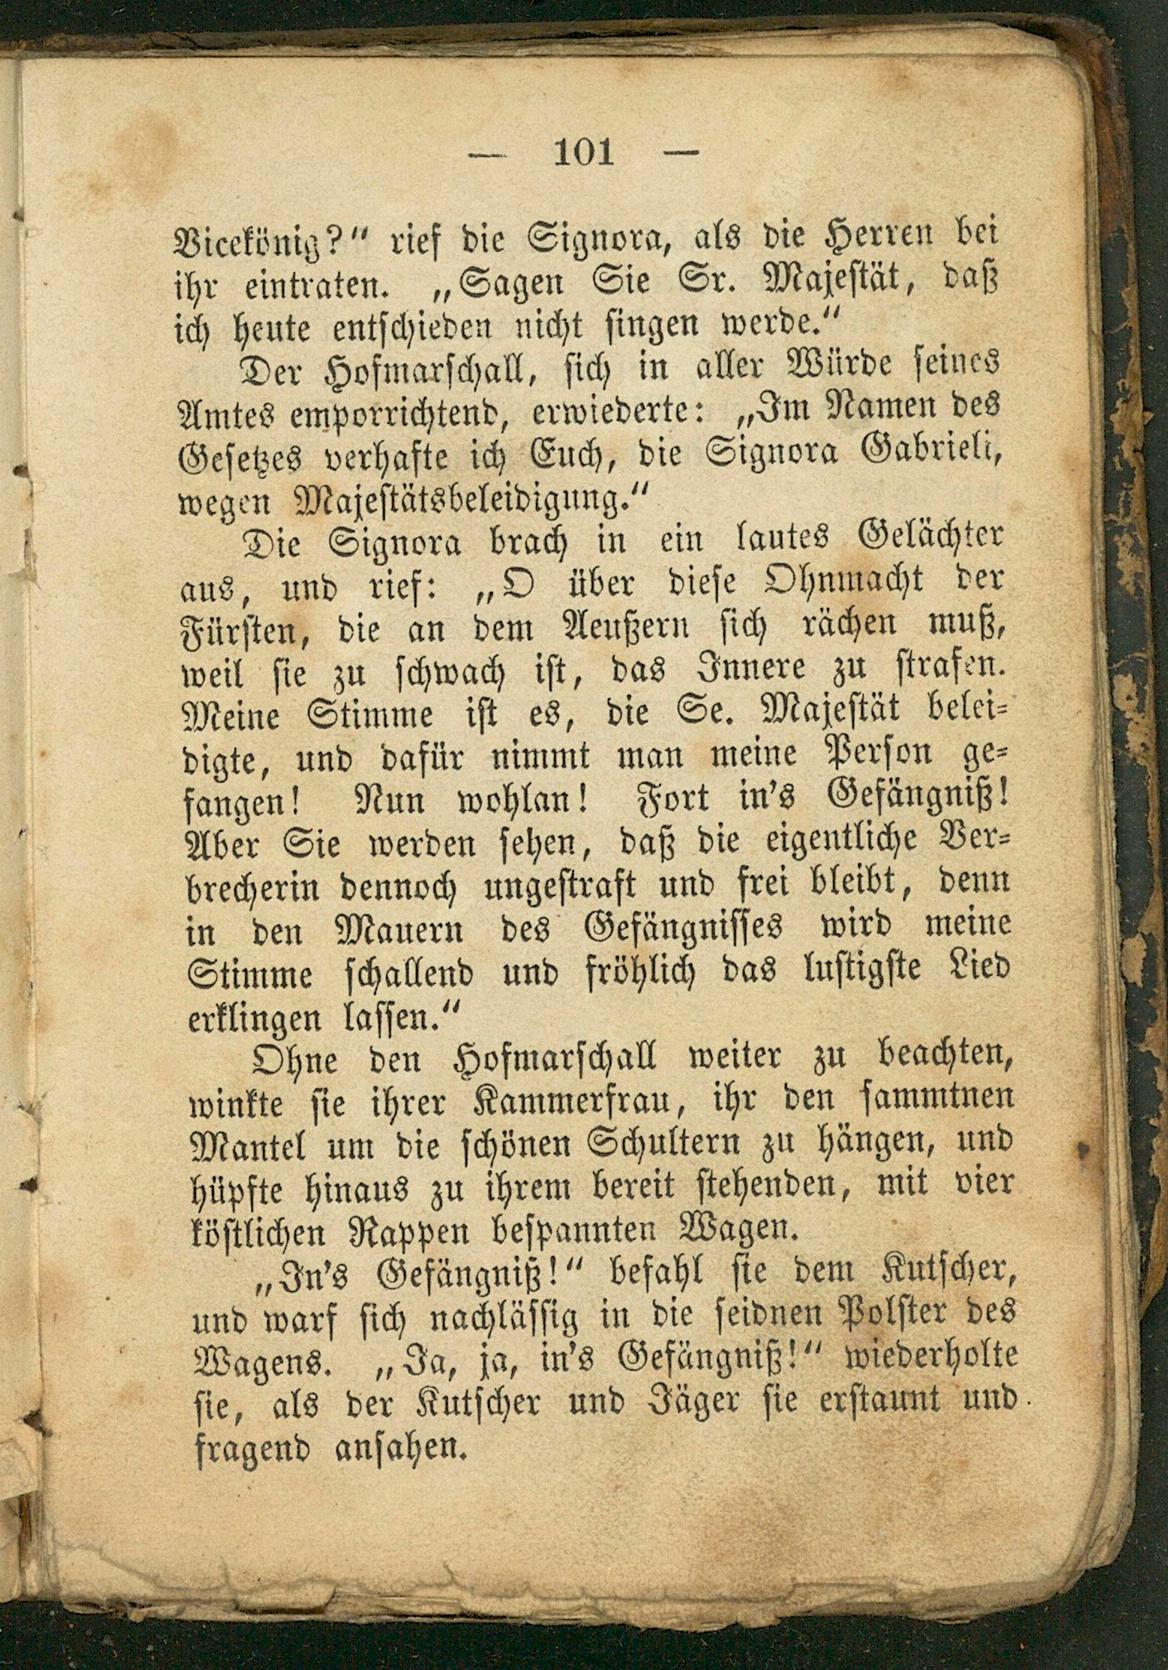 — 101 —
Vicekönig?“ rief die Signora, als die Herren bei
ihr eintraten. „Sagen Sie Sr. Majestät, daß
ich heute entschieden nicht singen werde.“
Der Hofmarschall, sich in aller Würde seines
Amtes emporrichtend, erwiederte: „Im Namen des
Gesetzes verhafte ich Euch, die Signora Gabrieli,
wegen Majestätsbeleidigung.“
Die Signora brach in ein lautes Gelächter
aus, und rief: „O über diese Ohnmacht der
Fürsten, die an dem Aeußern sich rächen muß,
weil sie zu schwach ist, das Innere zu strafen.
Meine Stimme ist es, die Se. Majestät belei-
digte, und dafür nimmt man meine Person ge-
fangen! Nun wohlan! Fort in's Gefängniß!
Aber Sie werden sehen, daß die eigentliche Ver-
brecherin dennoch ungestraft und frei bleibt, denn
in den Mauern des Gefängnisses wird meine
Stimme schallend und fröhlich das lustigste Lied
erklingen lassen.“
Ohne den Hofmarschall weiter zu beachten,
winkte sie ihrer Kammerfrau, ihr den sammtnen
Mantel um die schönen Schultern zu hängen, und
hüpfte hinaus zu ihrem bereit stehenden, mit vier
köstlichen Rappen bespannten Wagen.
„In's Gefängniß!“ befahl sie dem Kutscher,
und warf sich nachlässig in die seidnen Polster des
Wagens. „Ja, ja, in's Gefängniß!“ wiederholte
sie, als der Kutscher und Jäger sie erstaunt und
fragend ansahen.